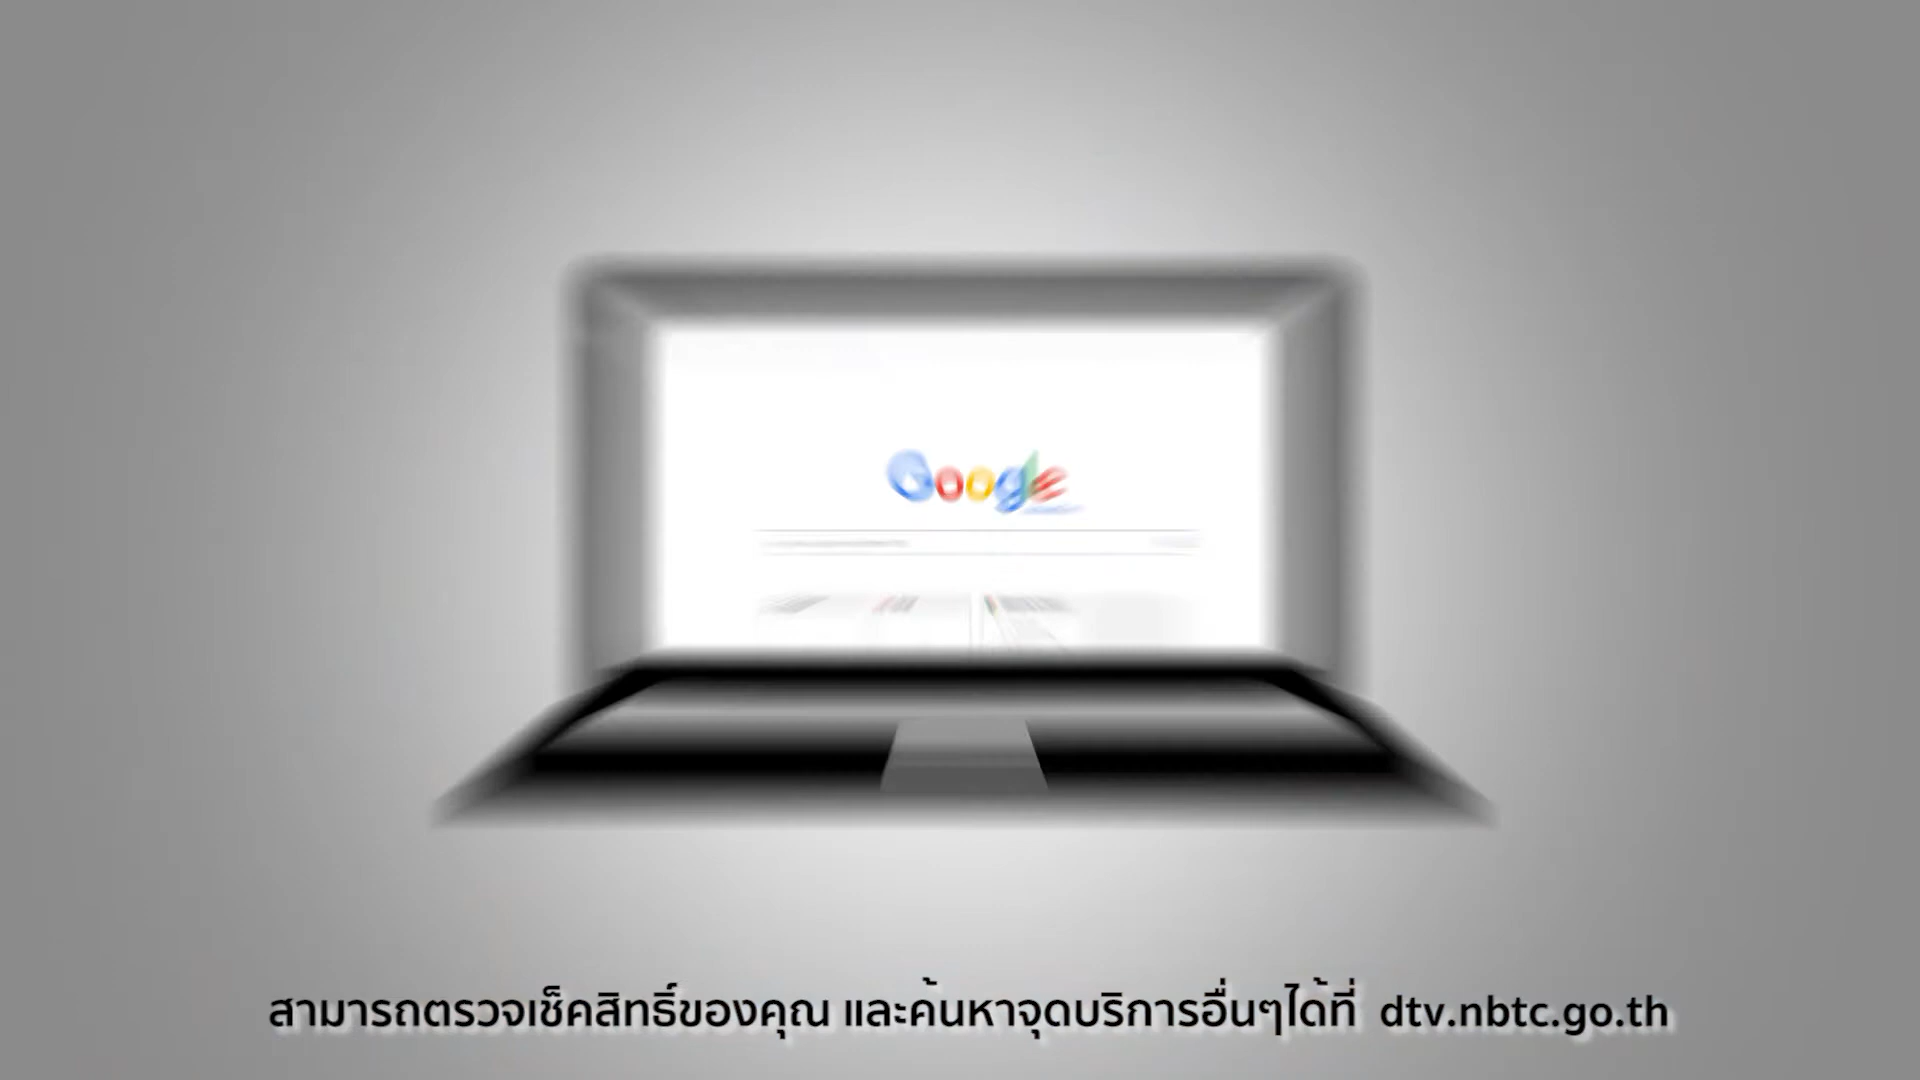 Google
สามารถตรวจเช็คสิทธิ์ของคุณ และค้นหาจุดบริการอื่นๆได้ที่ dtv.nbtc.go.th